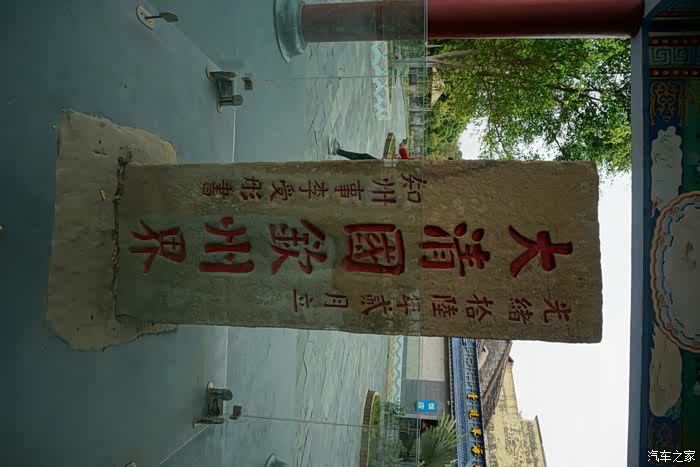 光緒拾陸年貳月立
大清國欽州界
知州事李受彤書
汽车之家